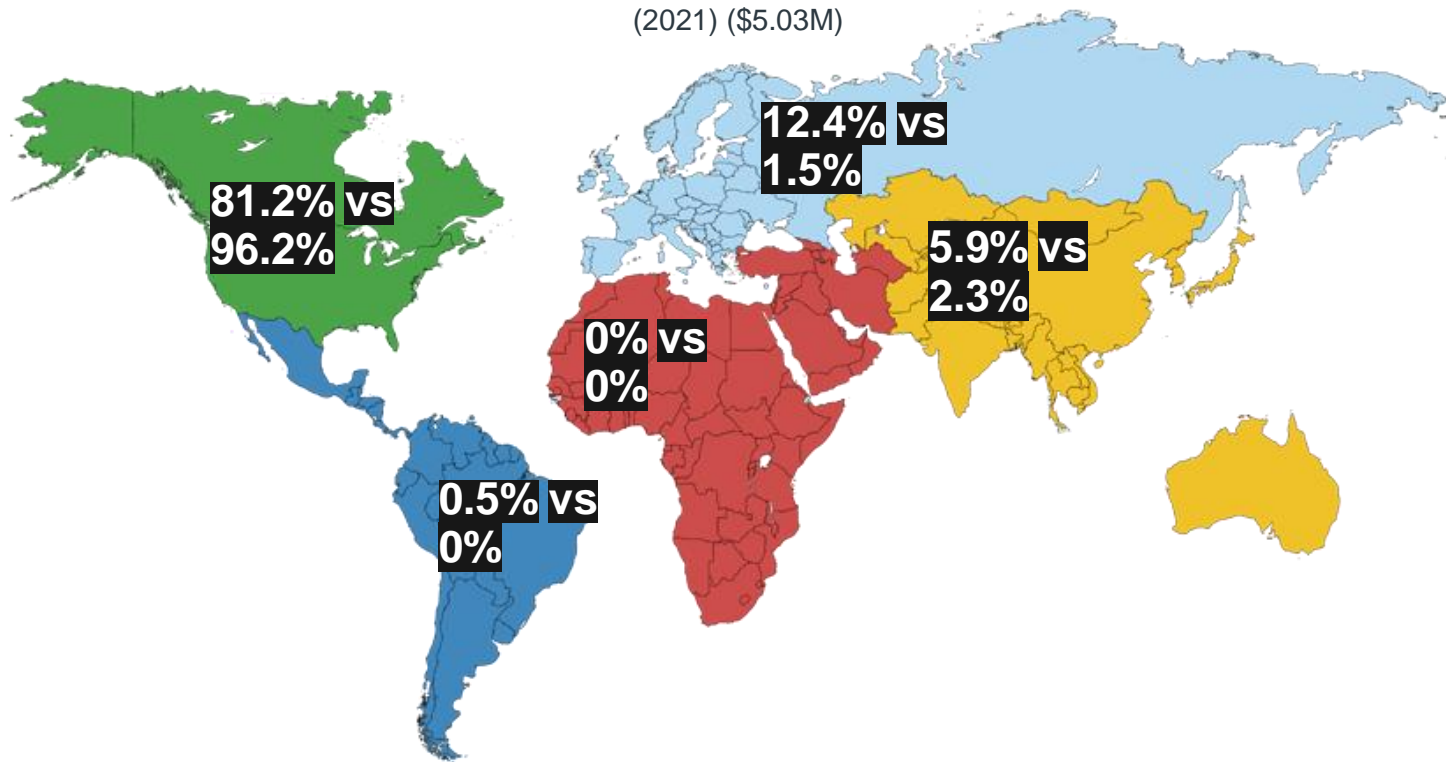 (2021) ($5.03M)
12.4% vs
1.5%
81.2% vs
96.2%
5.9% vs
2.3%
0% vs
0%
0.5% vs
0%